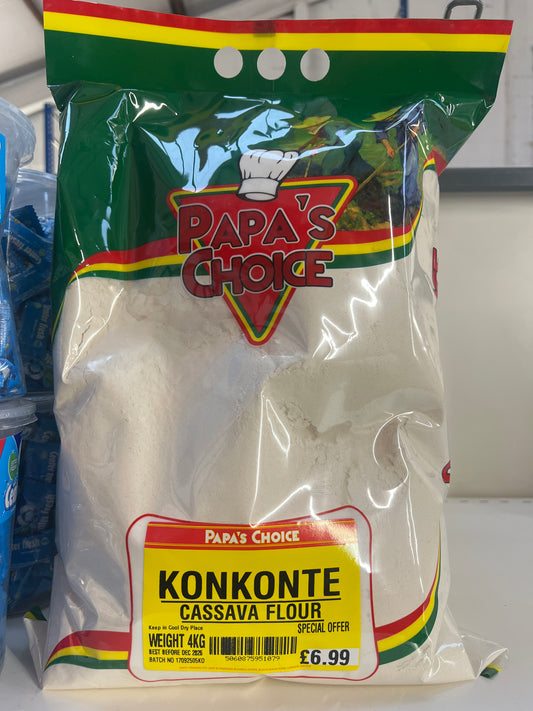 PAPA'S
CHOICE
PAPA'S CHOICE
KONKONTE
CASSAVA FLOUR
Keep in Cool Dry Place
SPECIAL OFFER
WEIGHT 4KG
BEST BEFORE DEC 2026
BATCH NO 17092505KO
5060875951079
£6.99